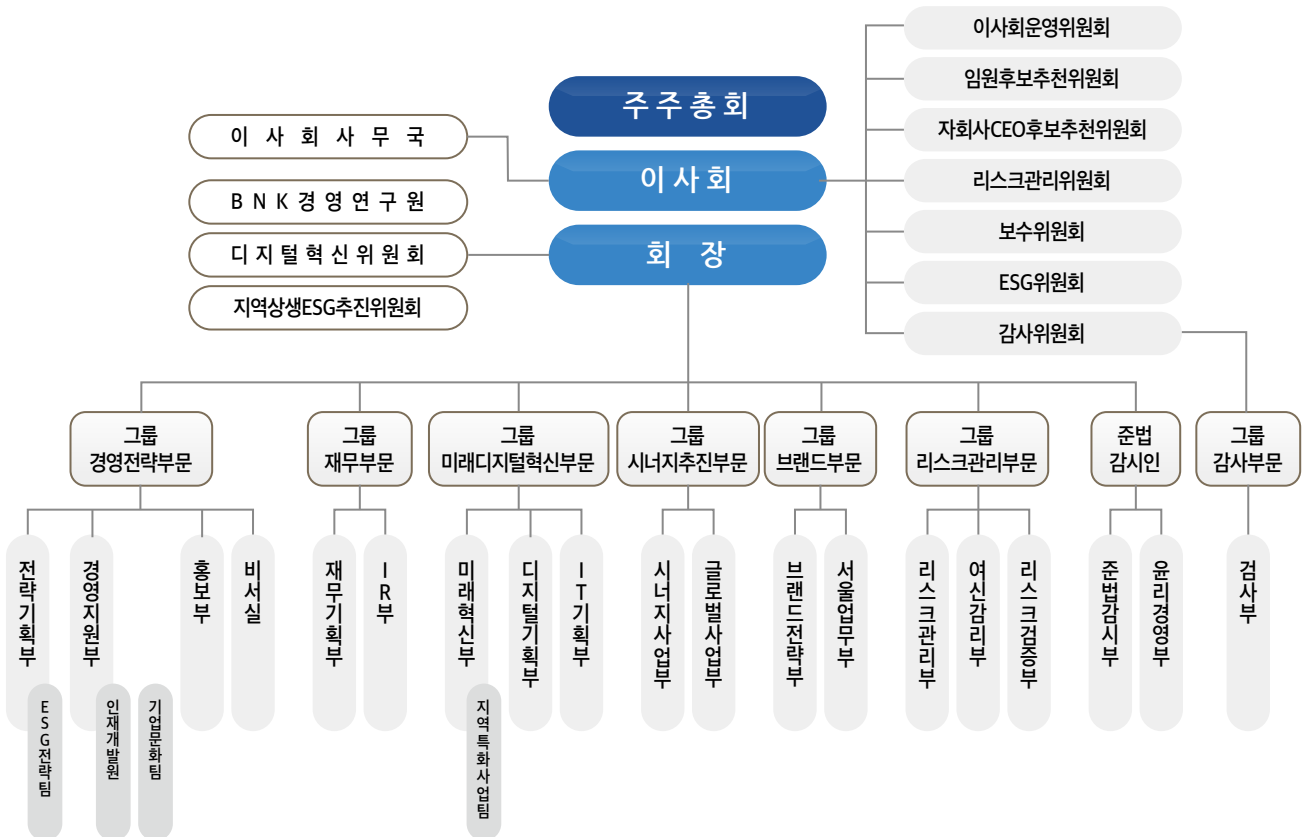 주주총회
이사회
회 장
이 사 회 사 무 국
BNK경영연구원
디지털혁신위원회
지역상생ESG추진위원회
이사회운영위원회
임원후보추천위원회
자회사CEO후보추천위원회
리스크관리위원회
보수위원회
ESG위원회
감사위원회
그룹
경영전략부문
그룹
재무부문
그룹
미래디지털혁신부문
그룹
시너지추진부문
그룹
브랜드부문
그룹
리스크관리부문
준법
감시인
그룹
감사부문
전략기획부
경영지원부
홍보부
비서실
재무기획부
IR부
미래혁신부
디지털기획부
IT기획부
시너지사업부
글로벌사업부
브랜드전략부
서울업무부
리스크관리부
여신감리부
리스크검증부
준법감시부
윤리경영부
검사부
ESG전략팀
인재개발원
기업문화팀
지역특화사업팀